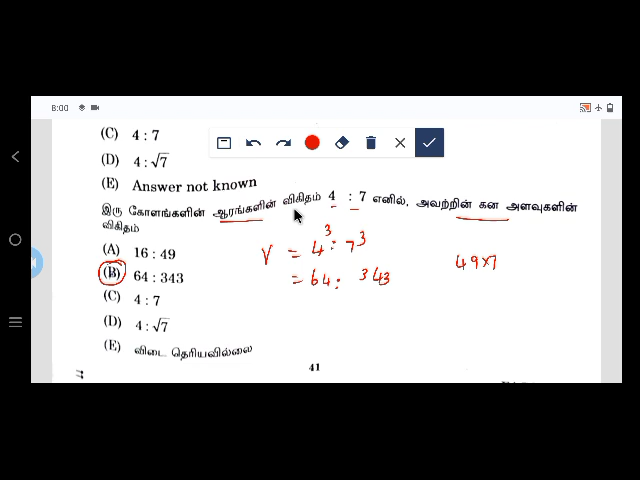 8:00
(C) 4 : 7
(D) 4 : √7
(E) Answer not known
இரு கோளங்களின் ஆரங்களின் விகிதம் 4 : 7 எனில், அவற்றின் கன அளவுகளின்
விகிதம்
(A) 16 : 49
(B) 64 : 343
(C) 4 : 7
(D) 4 : √7
(E) விடை தெரியவில்லை
V = 4³ : 7³
= 64 : 343
49×7
41